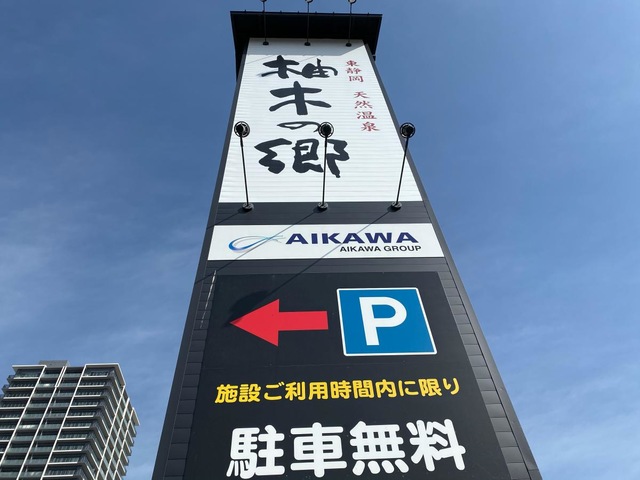 東静岡 天然温泉
柚木の郷
AIKAWA
AIKAWA GROUP
P
施設ご利用時間内に限り
駐車無料